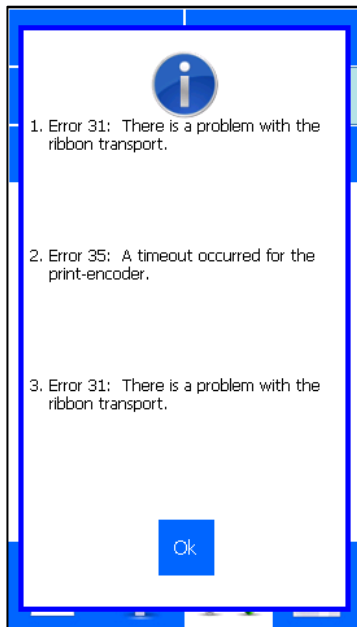 1. Error 31: There is a problem with the
ribbon transport.
2. Error 35: A timeout occurred for the
print-encoder.
3. Error 31: There is a problem with the
ribbon transport.
Ok